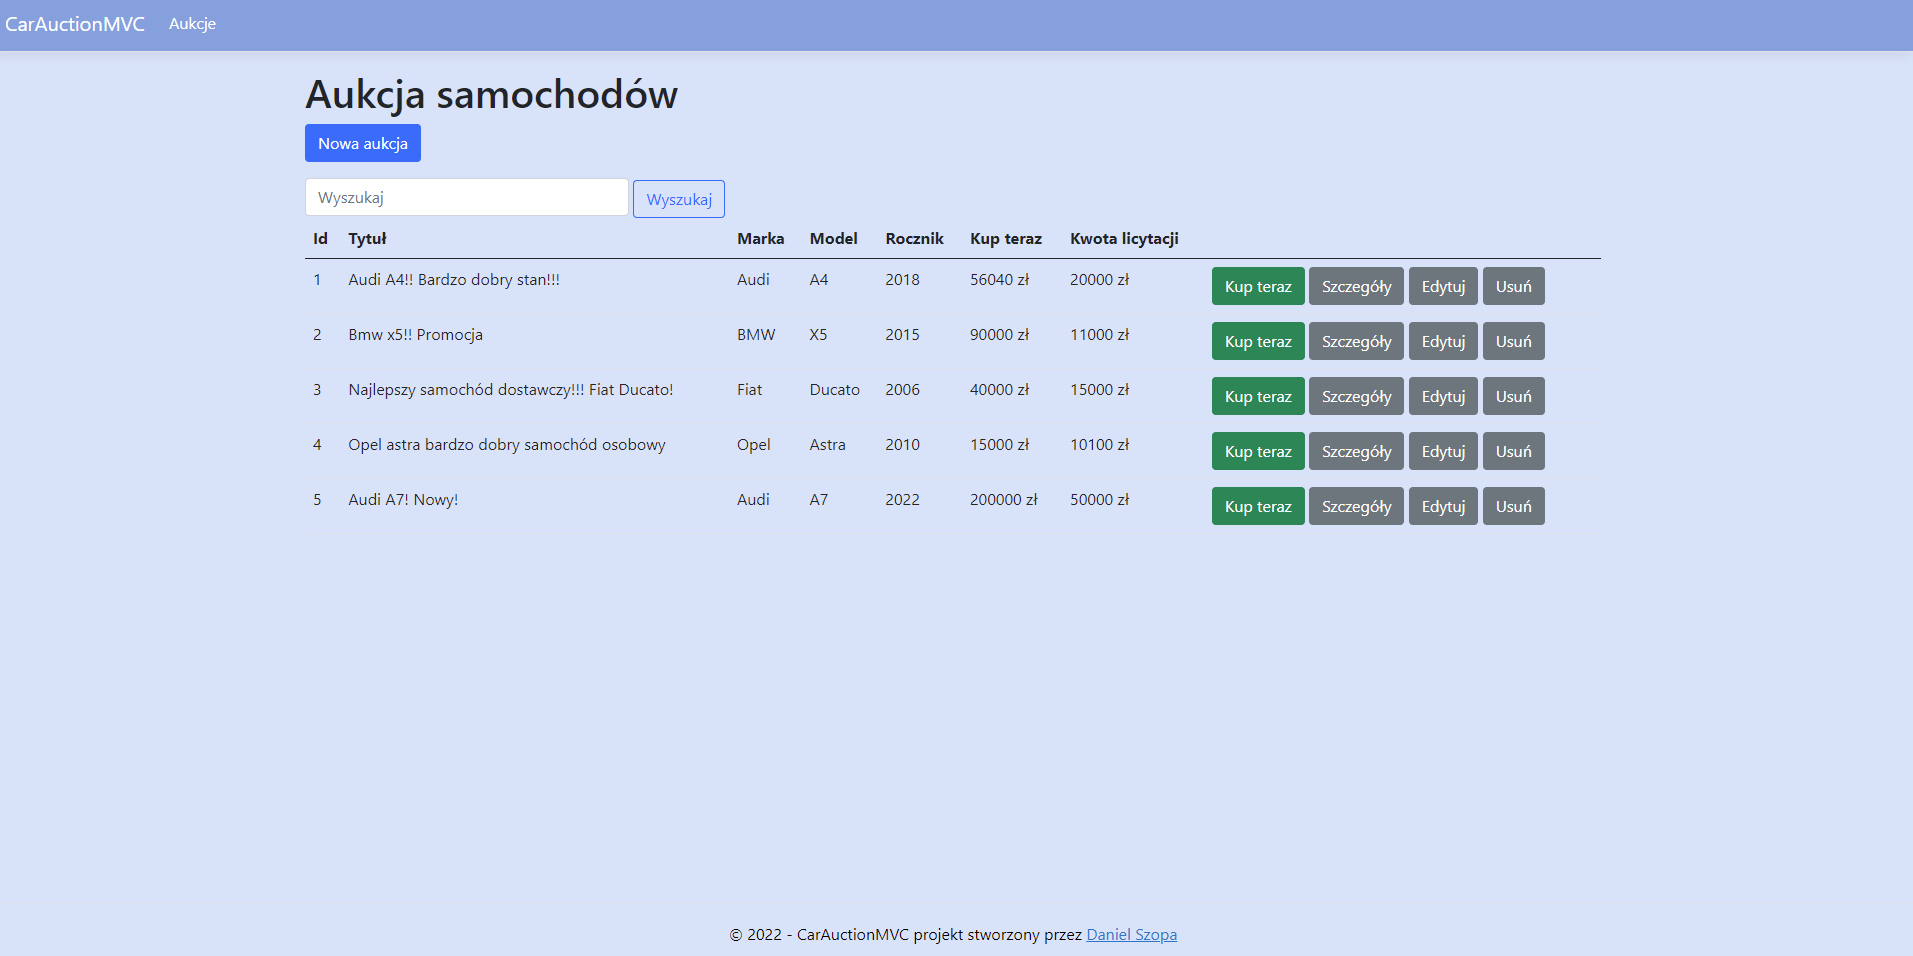 CarAuctionMVC Aukcje
Aukcja samochodów
Nowa aukcja
Wyszukaj Wyszukaj
Id Tytuł Marka Model Rocznik Kup teraz Kwota licytacji
1 Audi A4!! Bardzo dobry stan!!! Audi A4 2018 56040 zł 20000 zł Kup teraz Szczegóły Edytuj Usuń
2 Bmw x5!! Promocja BMW X5 2015 90000 zł 11000 zł Kup teraz Szczegóły Edytuj Usuń
3 Najlepszy samochód dostawczy!!! Fiat Ducato! Fiat Ducato 2006 40000 zł 15000 zł Kup teraz Szczegóły Edytuj Usuń
4 Opel astra bardzo dobry samochód osobowy Opel Astra 2010 15000 zł 10100 zł Kup teraz Szczegóły Edytuj Usuń
5 Audi A7! Nowy! Audi A7 2022 200000 zł 50000 zł Kup teraz Szczegóły Edytuj Usuń
© 2022 - CarAuctionMVC projekt stworzony przez Daniel Szopa